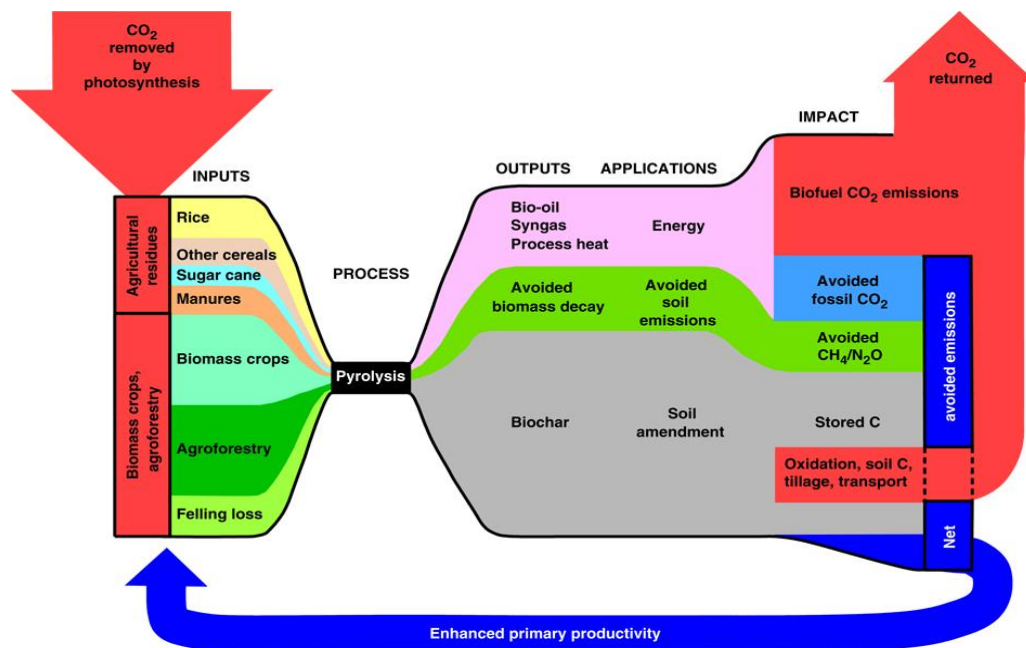 CO₂
removed
by
photosynthesis
CO₂
returned
INPUTS
PROCESS
OUTPUTS
APPLICATIONS
IMPACT
Agricultural
residues
Biomass crops,
agroforestry
Rice
Other cereals
Sugar cane
Manures
Biomass crops
Agroforestry
Felling loss
Pyrolysis
Bio-oil
Syngas
Process heat
Energy
Avoided
biomass decay
Avoided
soil
emissions
Biochar
Soil
amendment
Biofuel CO₂ emissions
Avoided
fossil CO₂
Avoided
CH₄/N₂O
Stored C
Oxidation, soil C,
tillage, transport
avoided emissions
Net
Enhanced primary productivity